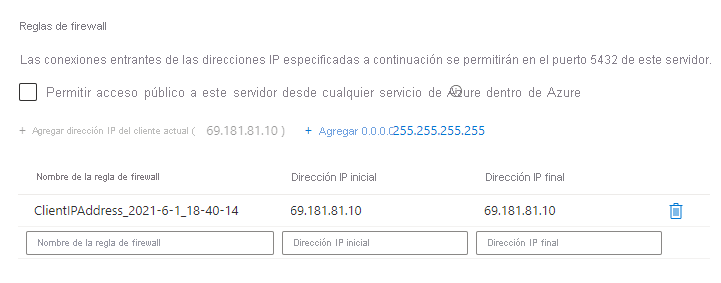 Reglas de firewall
Las conexiones entrantes de las direcciones IP especificadas a continuación se permitirán en el puerto 5432 de este servidor.
Permitir acceso público a este servidor desde cualquier servicio de Azure dentro de Azure
+ Agregar dirección IP del cliente actual ( 69.181.81.10 ) + Agregar 0.0.0.0 255.255.255.255
Nombre de la regla de firewall Dirección IP inicial Dirección IP final
ClientIPAddress_2021-6-1_18-40-14 69.181.81.10 69.181.81.10
Nombre de la regla de firewall Dirección IP inicial Dirección IP final